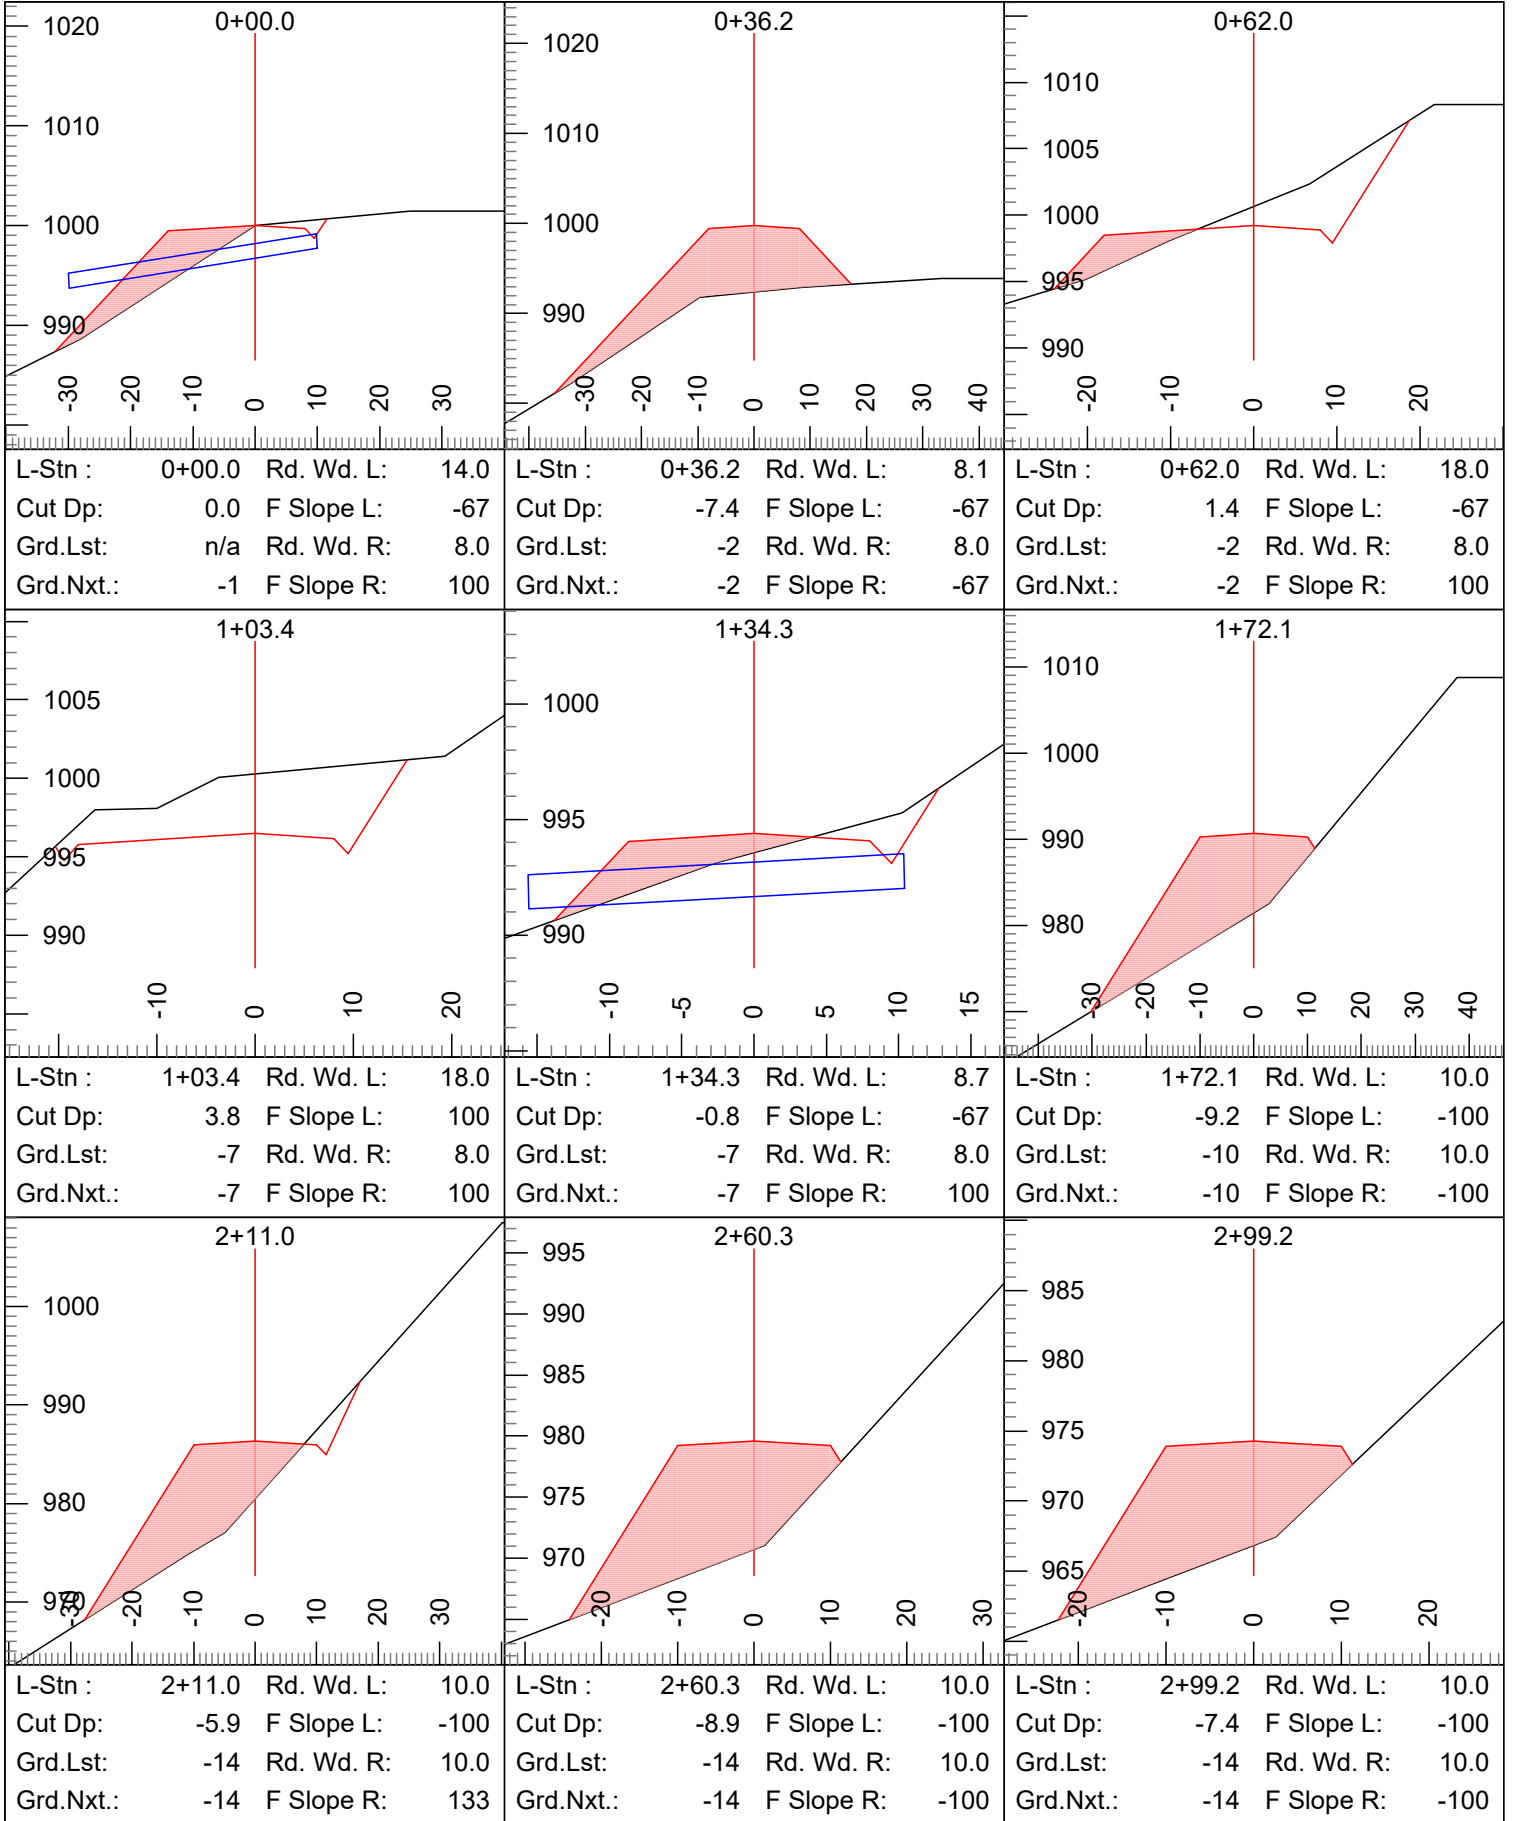 0+00.0
1020
1010
1000
990
-30 -20 -10 0 10 20 30
L-Stn : 0+00.0 Rd. Wd. L: 14.0
Cut Dp: 0.0 F Slope L: -67
Grd.Lst: n/a Rd. Wd. R: 8.0
Grd.Nxt.: -1 F Slope R: 100
0+36.2
1020
1010
1000
990
-30 -20 -10 0 10 20 30 40
L-Stn : 0+36.2 Rd. Wd. L: 8.1
Cut Dp: -7.4 F Slope L: -67
Grd.Lst: -2 Rd. Wd. R: 8.0
Grd.Nxt.: -2 F Slope R: -67
0+62.0
1010
1005
1000
995
990
-20 -10 0 10 20
L-Stn : 0+62.0 Rd. Wd. L: 18.0
Cut Dp: 1.4 F Slope L: -67
Grd.Lst: -2 Rd. Wd. R: 8.0
Grd.Nxt.: -2 F Slope R: 100
1+03.4
1005
1000
995
990
-10 0 10 20
L-Stn : 1+03.4 Rd. Wd. L: 18.0
Cut Dp: 3.8 F Slope L: 100
Grd.Lst: -7 Rd. Wd. R: 8.0
Grd.Nxt.: -7 F Slope R: 100
1+34.3
1000
995
990
-10 -5 0 5 10 15
L-Stn : 1+34.3 Rd. Wd. L: 8.7
Cut Dp: -0.8 F Slope L: -67
Grd.Lst: -7 Rd. Wd. R: 8.0
Grd.Nxt.: -7 F Slope R: 100
1+72.1
1010
1000
990
980
-30 -20 -10 0 10 20 30 40
L-Stn : 1+72.1 Rd. Wd. L: 10.0
Cut Dp: -9.2 F Slope L: -100
Grd.Lst: -10 Rd. Wd. R: 10.0
Grd.Nxt.: -10 F Slope R: -100
2+11.0
1000
990
980
970
-30 -20 -10 0 10 20 30
L-Stn : 2+11.0 Rd. Wd. L: 10.0
Cut Dp: -5.9 F Slope L: -100
Grd.Lst: -14 Rd. Wd. R: 10.0
Grd.Nxt.: -14 F Slope R: 133
2+60.3
995
990
985
980
975
970
-20 -10 0 10 20 30
L-Stn : 2+60.3 Rd. Wd. L: 10.0
Cut Dp: -8.9 F Slope L: -100
Grd.Lst: -14 Rd. Wd. R: 10.0
Grd.Nxt.: -14 F Slope R: -100
2+99.2
985
980
975
970
965
-20 -10 0 10 20
L-Stn : 2+99.2 Rd. Wd. L: 10.0
Cut Dp: -7.4 F Slope L: -100
Grd.Lst: -14 Rd. Wd. R: 10.0
Grd.Nxt.: -14 F Slope R: -100